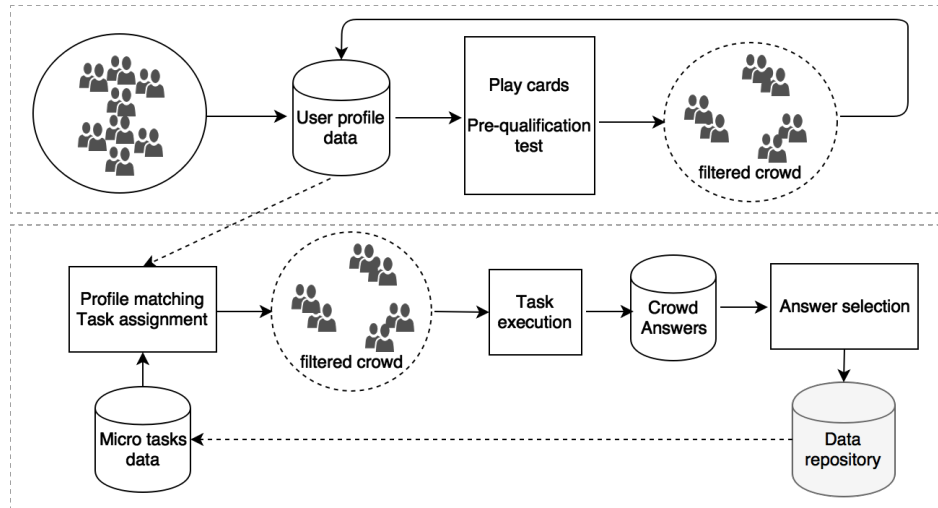 User profile
data
Play cards
Pre-qualification
test
filtered crowd
Profile matching
Task assignment
filtered crowd
Task
execution
Crowd
Answers
Answer selection
Micro tasks
data
Data
repository